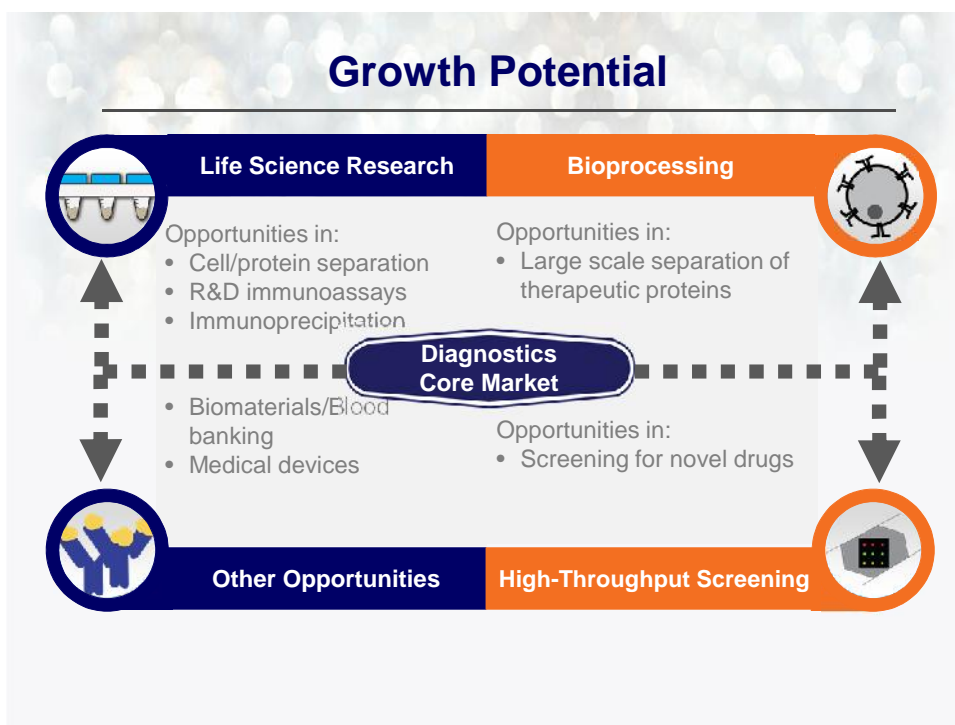 Growth Potential
Life Science Research
Bioprocessing
Opportunities in:
• Cell/protein separation
• R&D immunoassays
• Immunoprecipitation
Opportunities in:
• Large scale separation of
therapeutic proteins
Diagnostics
Core Market
• Biomaterials/Blood
banking
• Medical devices
Opportunities in:
• Screening for novel drugs
Other Opportunities
High-Throughput Screening